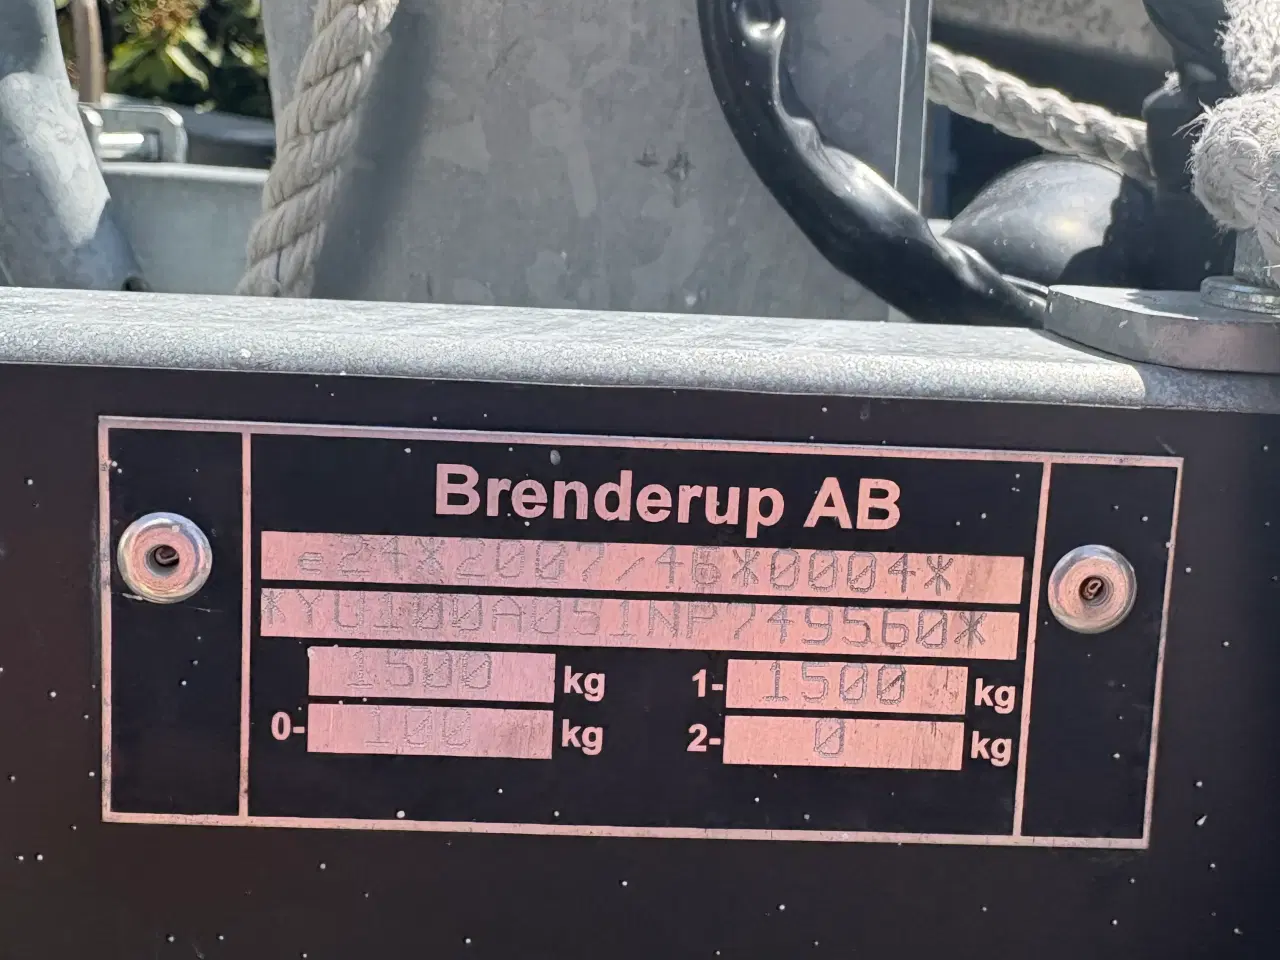 Brenderup AB
e24*2007/46*0004*
*YU100A051NP749560*
1500 kg 1- 1500 kg
0- 100 kg 2- 0 kg